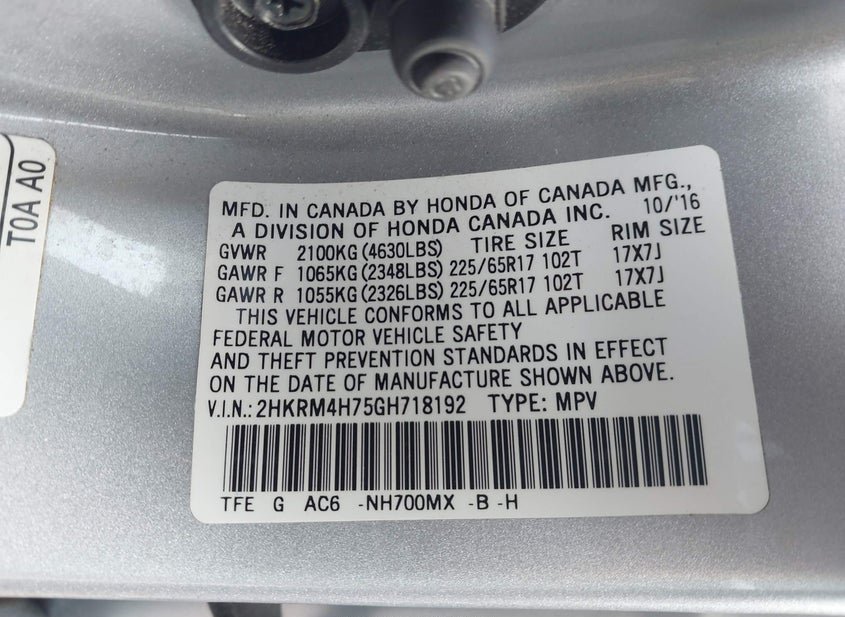 T0A A0
MFD. IN CANADA BY HONDA OF CANADA MFG.,
A DIVISION OF HONDA CANADA INC. 10/'16
GVWR 2100KG (4630LBS) TIRE SIZE RIM SIZE
GAWR F 1065KG (2348LBS) 225/65R17 102T 17X7J
GAWR R 1055KG (2326LBS) 225/65R17 102T 17X7J
THIS VEHICLE CONFORMS TO ALL APPLICABLE
FEDERAL MOTOR VEHICLE SAFETY
AND THEFT PREVENTION STANDARDS IN EFFECT
ON THE DATE OF MANUFACTURE SHOWN ABOVE.
V.I.N.: 2HKRM4H75GH718192 TYPE: MPV
TFE G AC6 -NH700MX -B -H